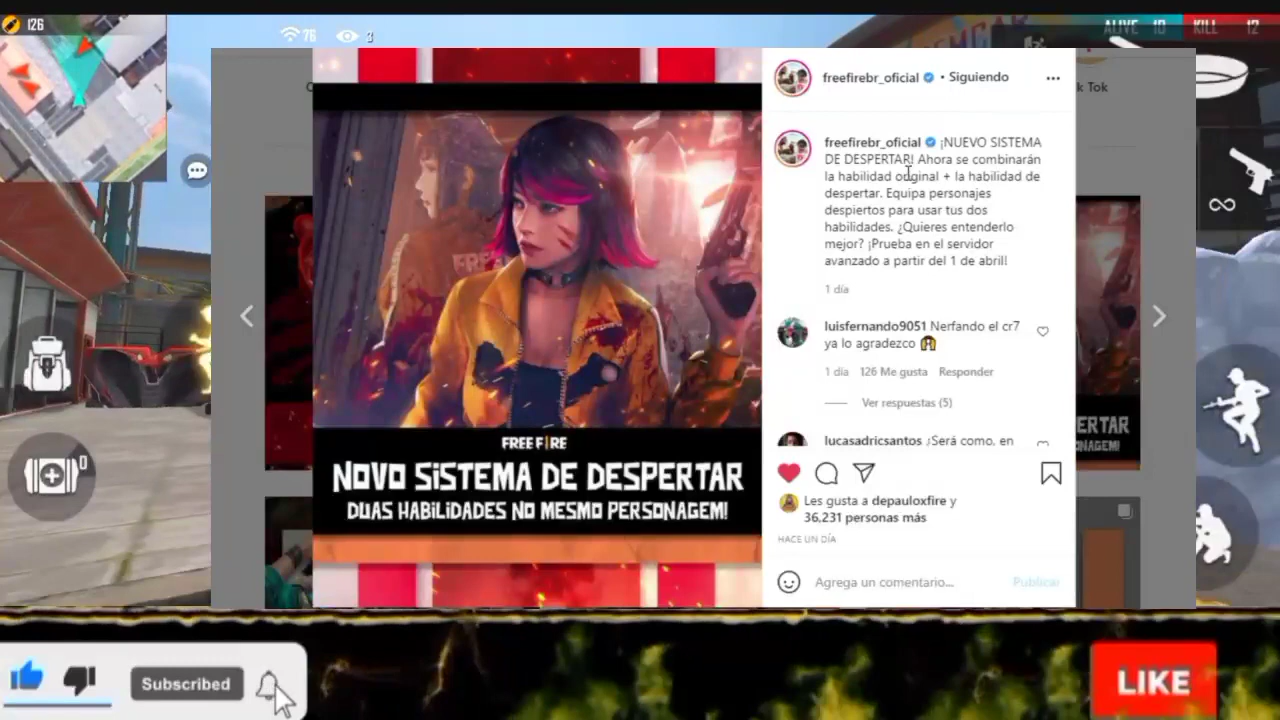 126
76
3
ALIVE 10
KILL 12
k Tok
freefirebr_oficial • Siguiendo
freefirebr_oficial ¡NUEVO SISTEMA
DE DESPERTAR! Ahora se combinarán
la habilidad original + la habilidad de
despertar. Equipa personajes
despiertos para usar tus dos
habilidades. ¿Quieres entenderlo
mejor? ¡Prueba en el servidor
avanzado a partir del 1 de abril!
1 día
luisfernando9051 Nerfando el cr7
ya lo agradezco
1 día 126 Me gusta Responder
Ver respuestas (5)
lucasadricsantos ¿Será como, en
Les gusta a depauloxfire y
36,231 personas más
HACE UN DÍA
Agrega un comentario... Publicar
FREE FIRE
NOVO SISTEMA DE DESPERTAR
DUAS HABILIDADES NO MESMO PERSONAGEM!
ERTAR
NAGEM!
0
Subscribed
LIKE